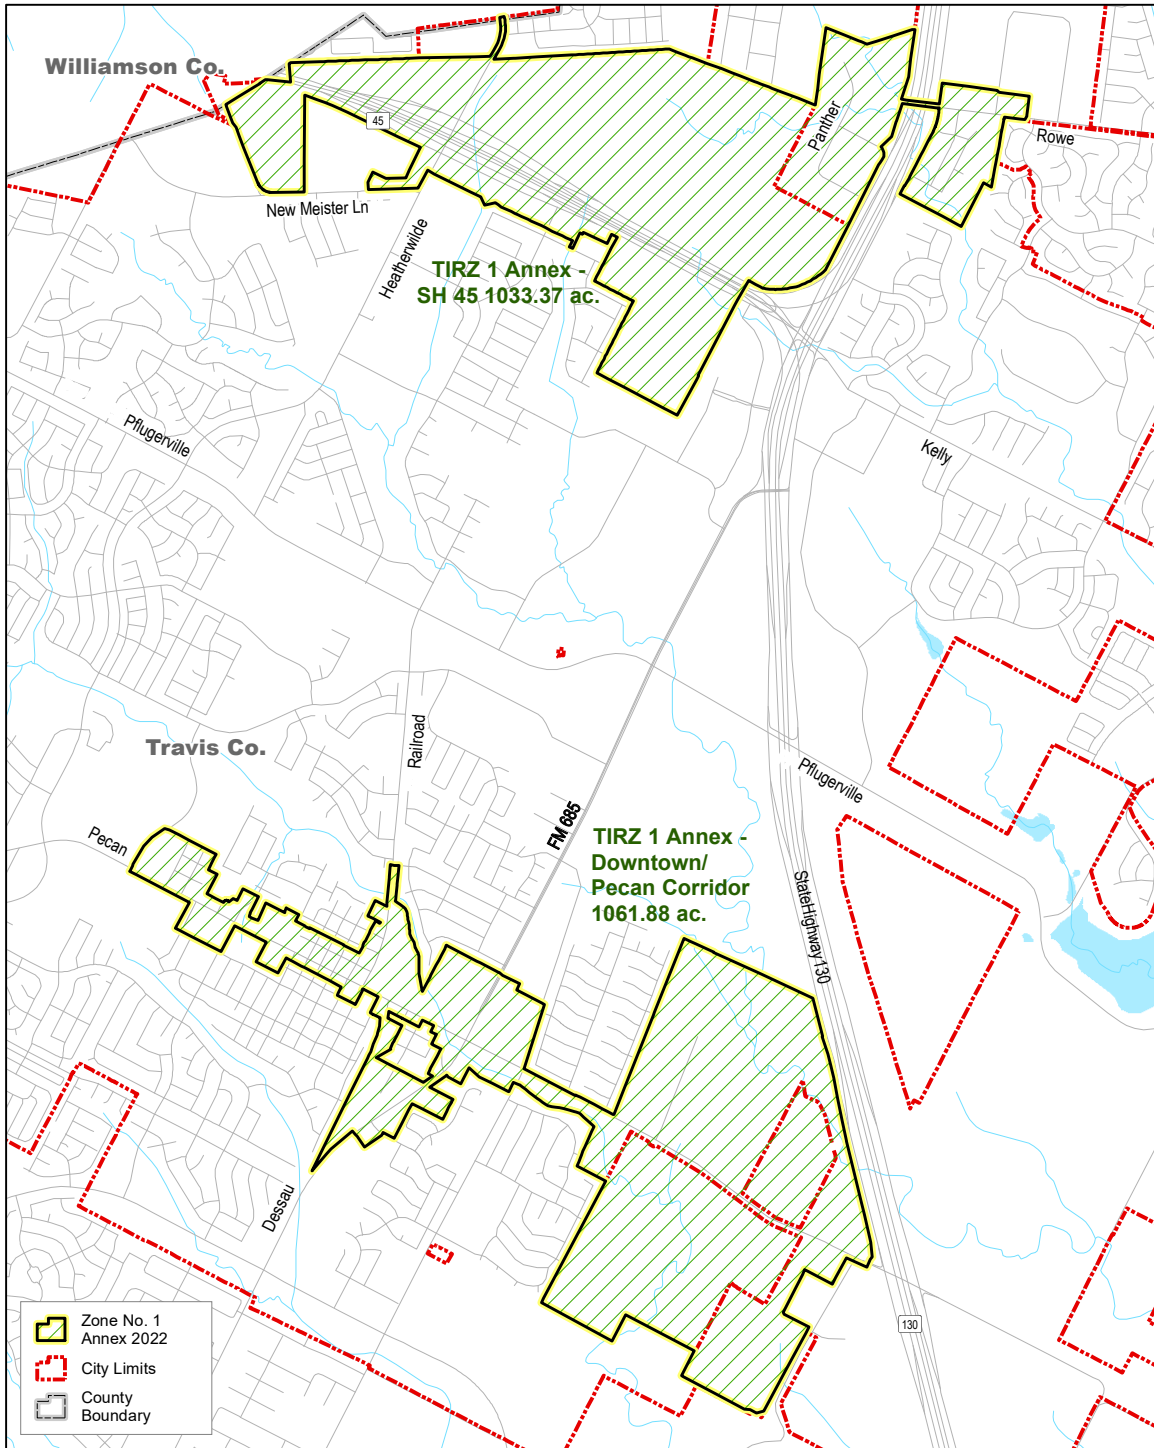 Williamson Co.
45
Panther
Rowe
New Meister Ln
Heatherwilde
TIRZ 1 Annex -
SH 45 1033.37 ac.
Pflugerville
Kelly
Travis Co.
Railroad
Pflugerville
FM 685
Pecan
TIRZ 1 Annex -
Downtown/
Pecan Corridor
1061.88 ac.
StateHighway130
Dessau
130
Zone No. 1
Annex 2022
City Limits
County
Boundary